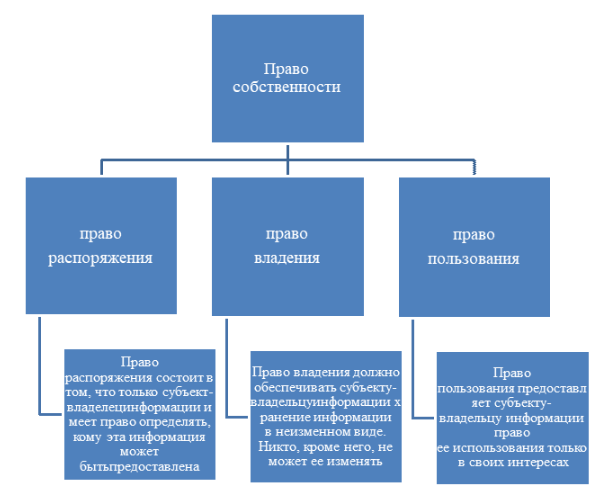 Право
собственности
право
распоряжения
право
владения
право
пользования
Право
распоряжения состоит в
том, что только субъект-
владелецинформации и
меет право определять,
кому эта информация
может
бытьпредоставлена
Право владения должно
обеспечивать субъекту-
владельцуинформации х
ранение информации
в неизменном виде.
Никто, кроме него, не
может ее изменять
Право
пользования предоставл
яет субъекту-
владельцу информации
право
ее использования только
в своих интересах